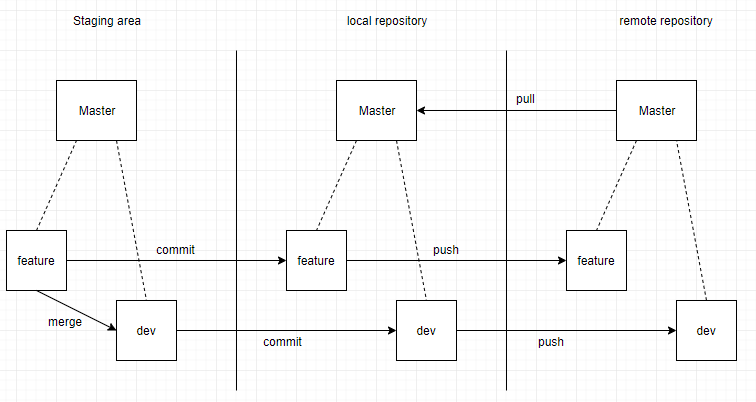 Staging area
local repository
remote repository
Master
Master
pull
Master
feature
commit
feature
push
feature
merge
dev
commit
dev
push
dev